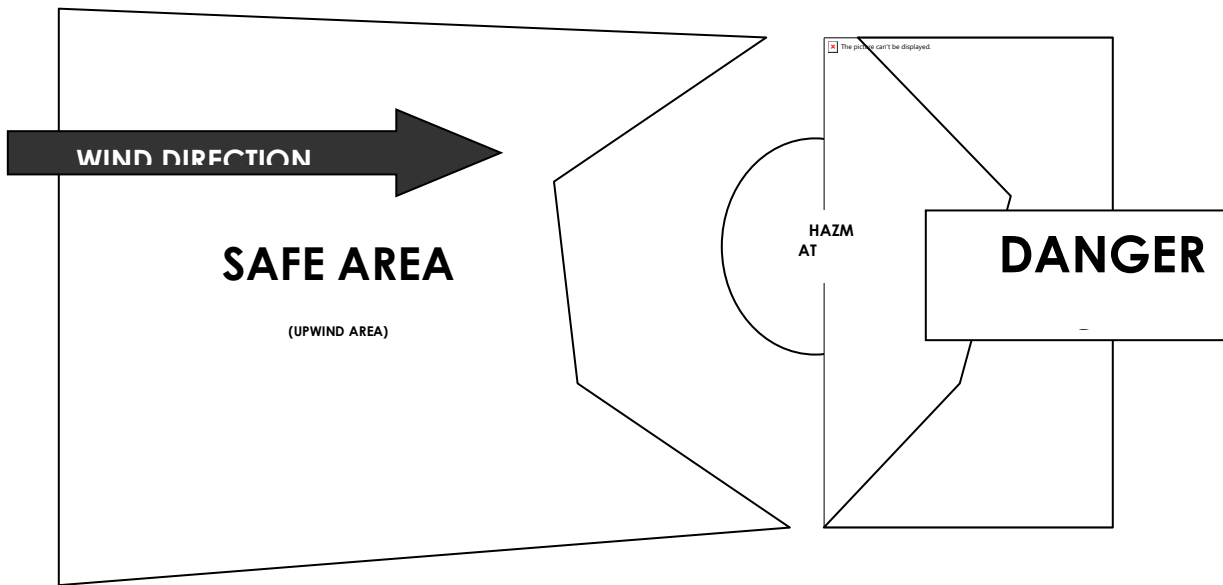 The picture can't be displayed.
WIND DIRECTION
HAZM
AT
DANGER
SAFE AREA
(UPWIND AREA)